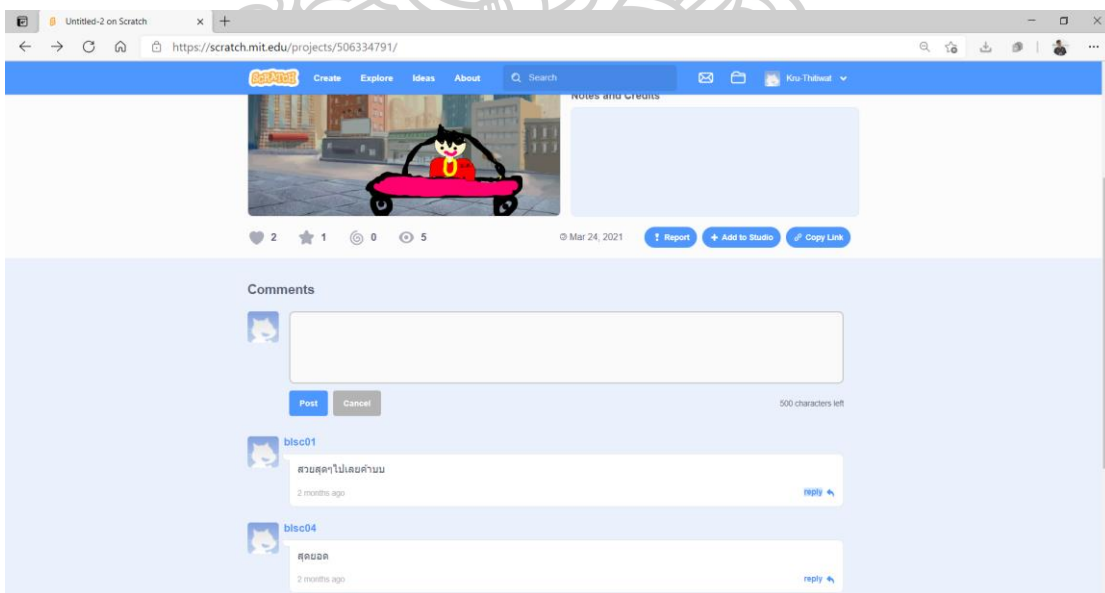 Untitled-2 on Scratch
https://scratch.mit.edu/projects/506334791/
SCRATCH Create Explore Ideas About Search Kru-Thitiwat
Notes and Credits
2 1 0 5 © Mar 24, 2021 Report + Add to Studio Copy Link
Comments
Post Cancel 500 characters left
blsc01
สวยสุดๆไปเลยค่าบบ
2 months ago reply
blsc04
สุดยอด
2 months ago reply